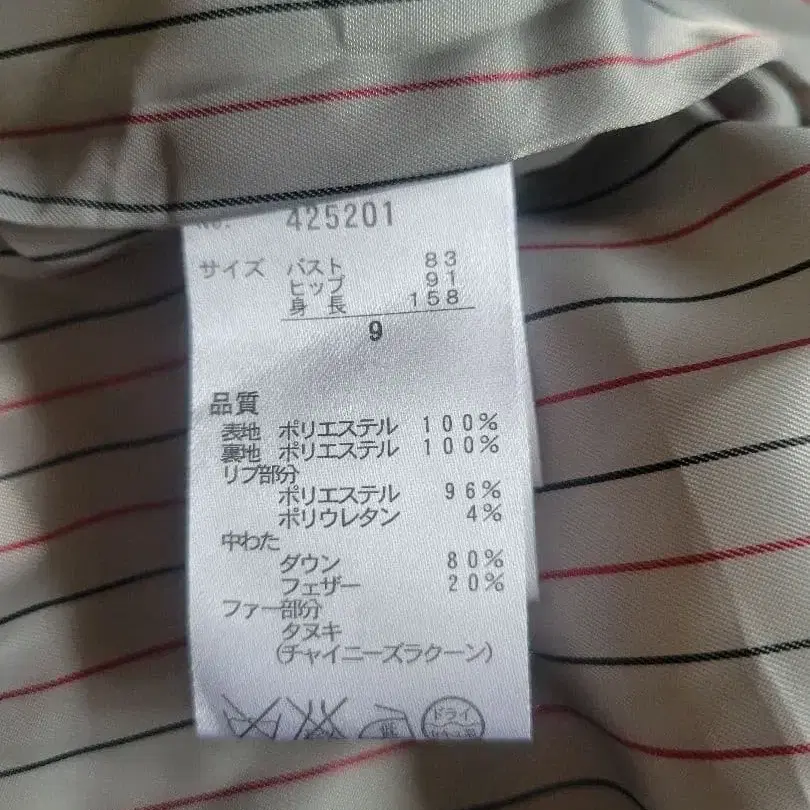 No. 425201
サイズ バスト 83
ヒップ 91
身長 158
9
品質
表地 ポリエステル 100%
裏地 ポリエステル 100%
リブ部分
ポリエステル 96%
ポリウレタン 4%
中わた
ダウン 80%
フェザー 20%
ファー部分
タヌキ
(チャイニーズラクーン)
低 ドライ